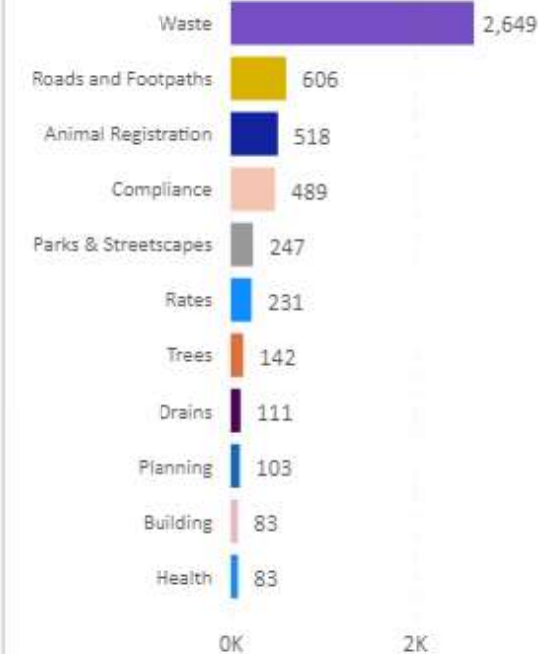 Waste 2,649
Roads and Footpaths 606
Animal Registration 518
Compliance 489
Parks & Streetscapes 247
Rates 231
Trees 142
Drains 111
Planning 103
Building 83
Health 83
0K 2K